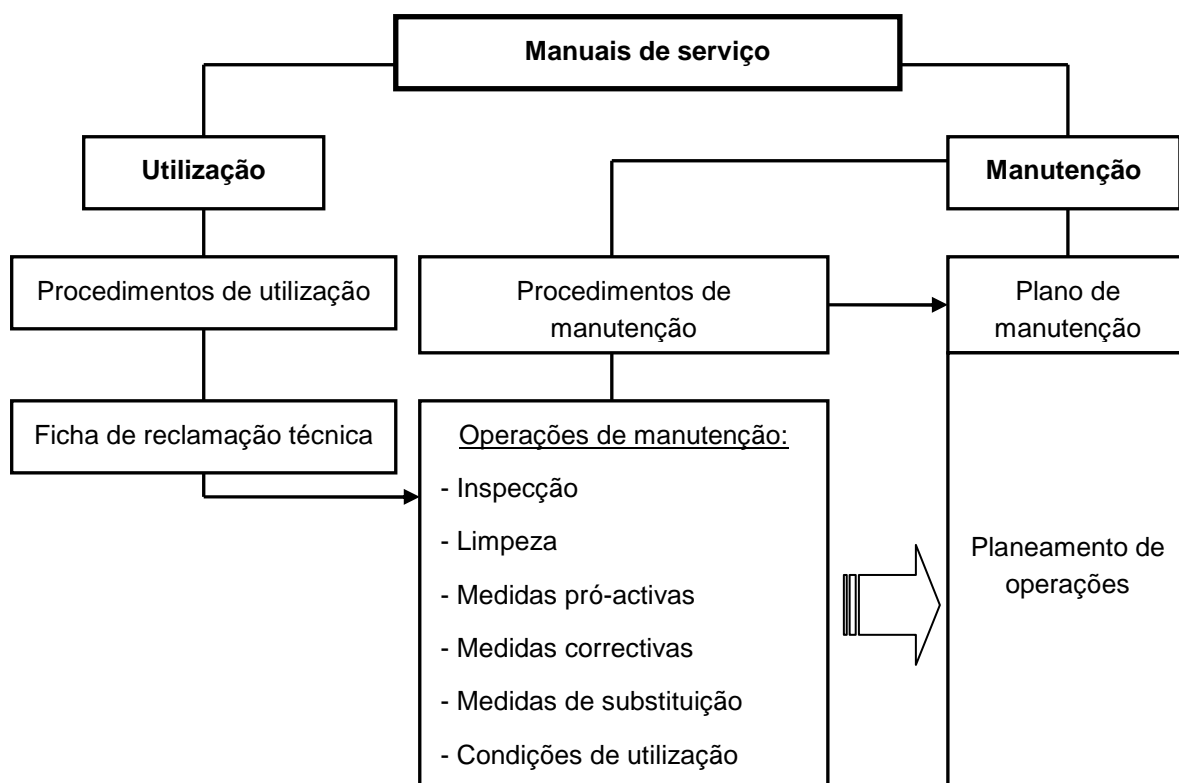 Manuais de serviço
Utilização
Manutenção
Procedimentos de utilização
Procedimentos de
manutenção
Plano de
manutenção
Ficha de reclamação técnica
Operações de manutenção:
- Inspecção
- Limpeza
- Medidas pró-activas
- Medidas correctivas
- Medidas de substituição
- Condições de utilização
Planeamento de
operações